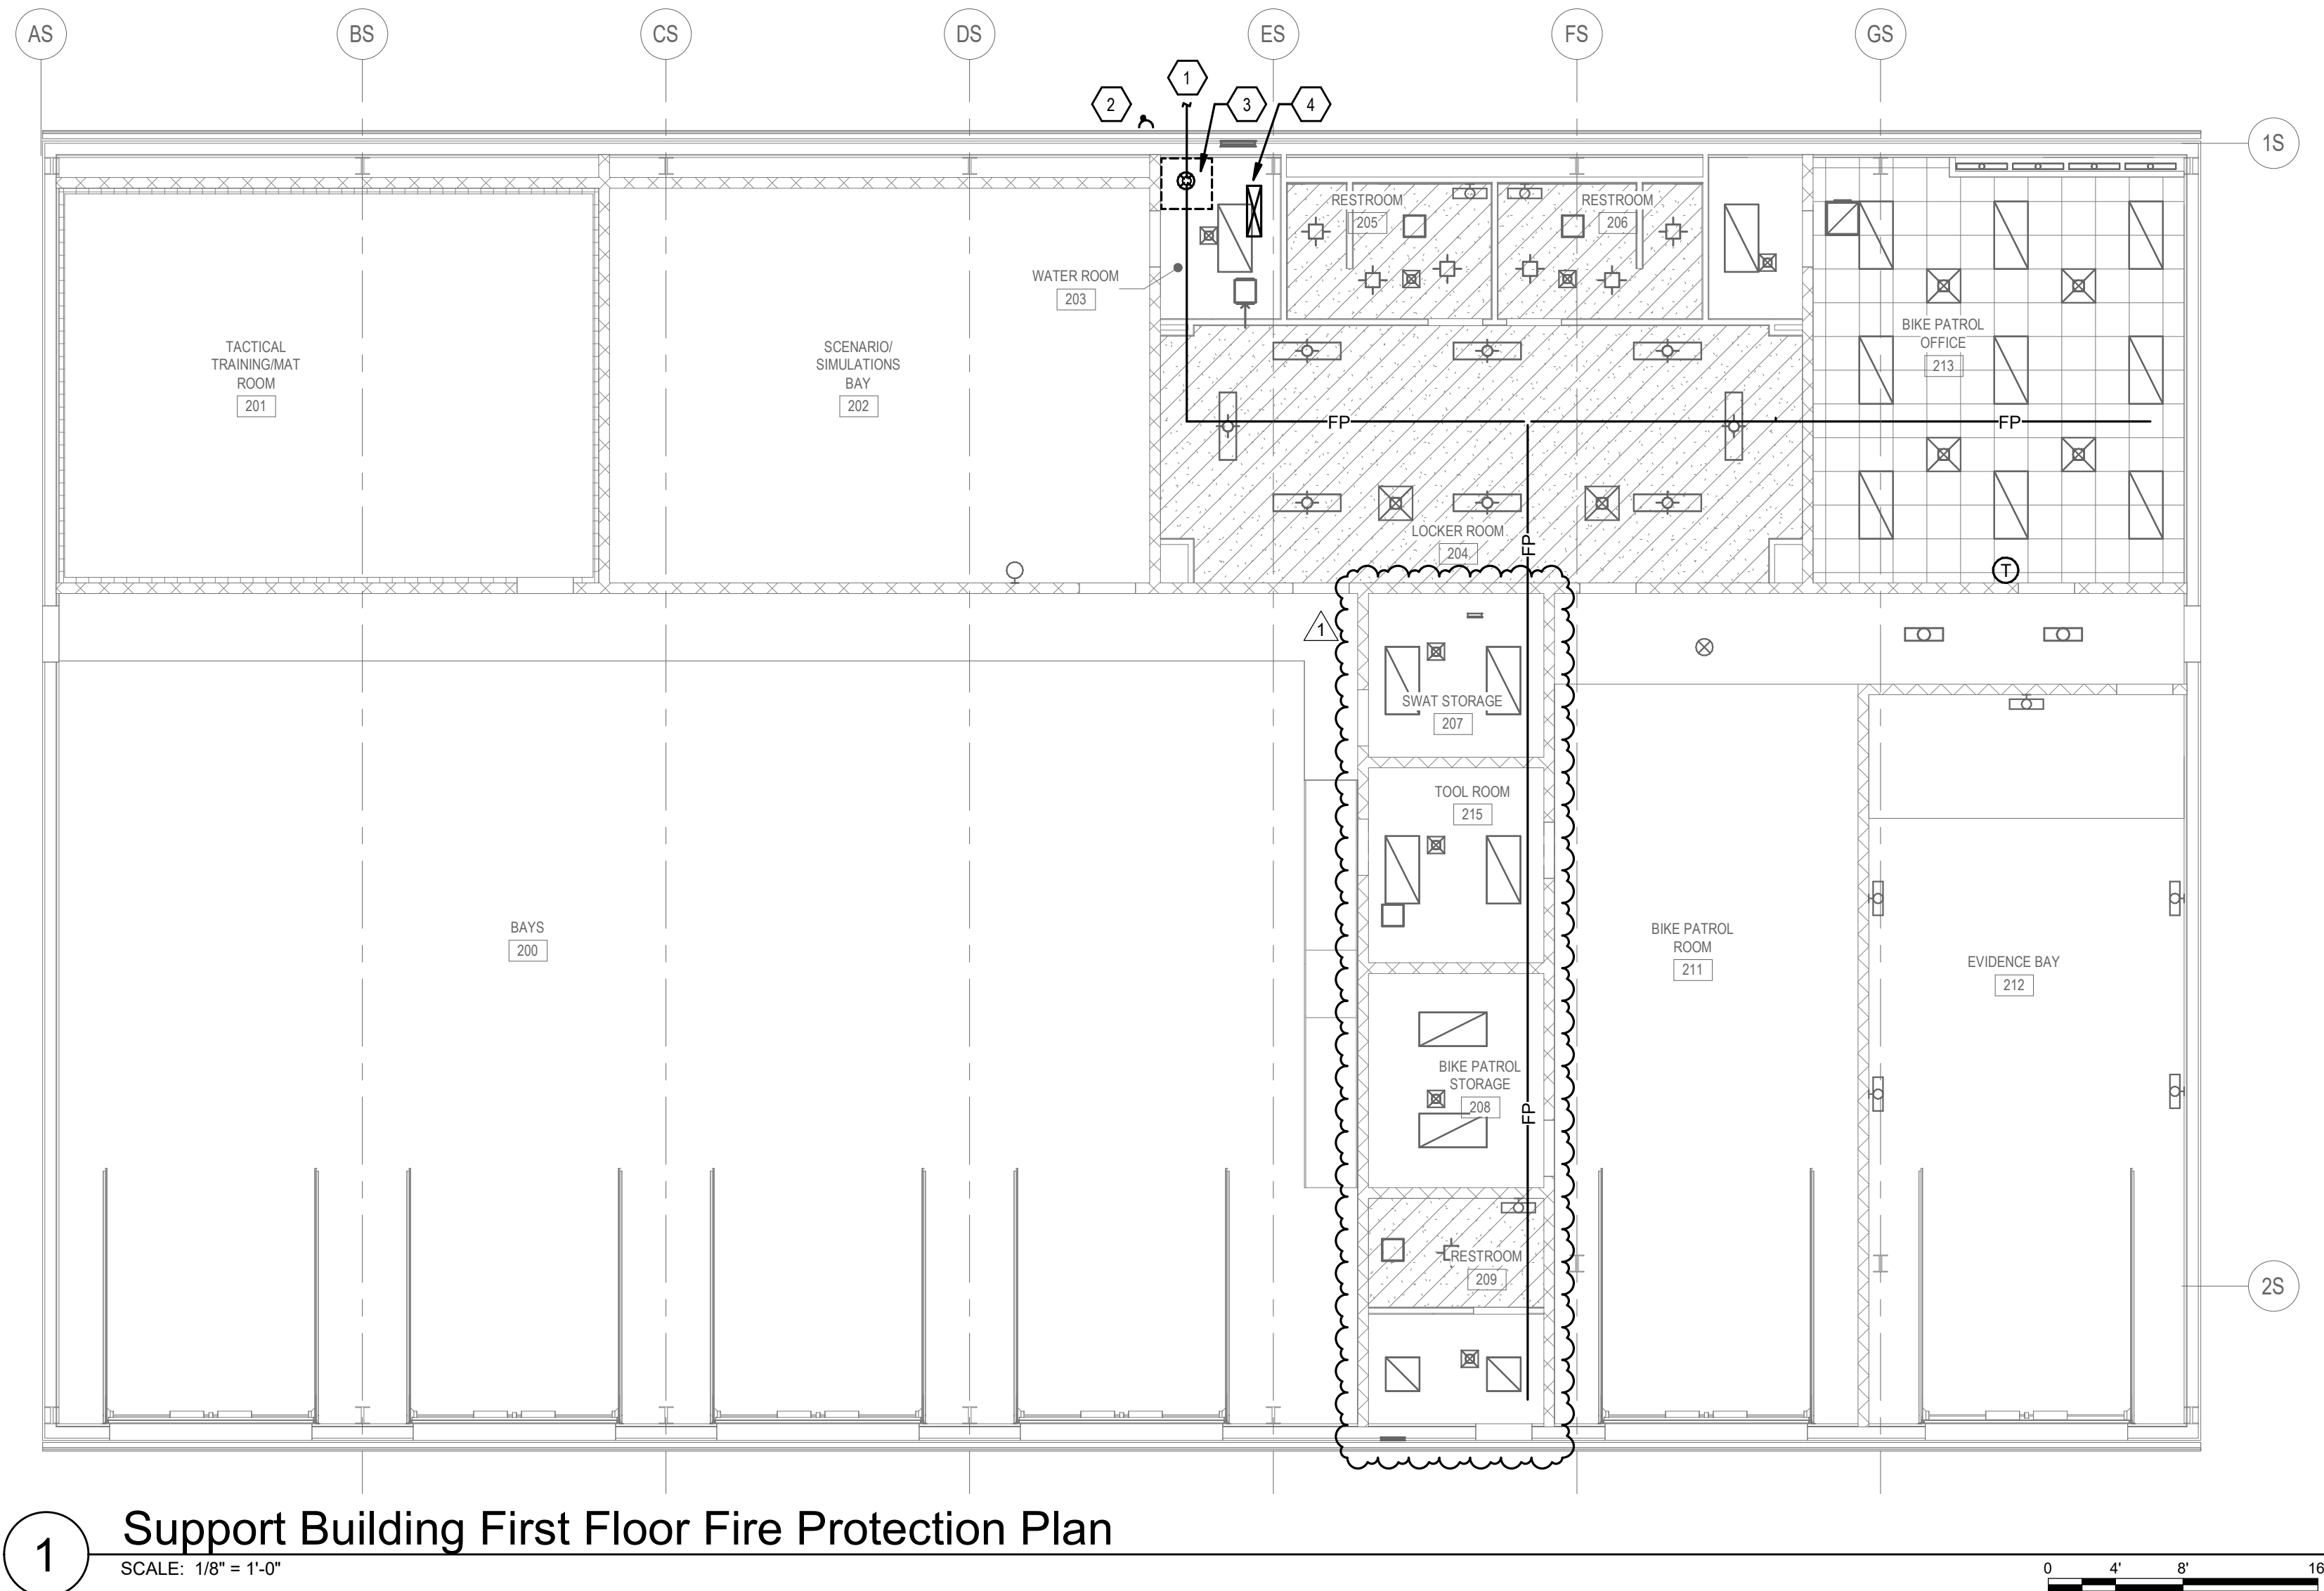 AS
BS
CS
DS
ES
FS
GS
1
2
3
4
1S
RESTROOM
205
RESTROOM
206
WATER ROOM
203
BIKE PATROL
OFFICE
213
TACTICAL
TRAINING/MAT
ROOM
201
SCENARIO/
SIMULATIONS
BAY
202
FP
FP
LOCKER ROOM
204
FP
T
1
SWAT STORAGE
207
TOOL ROOM
215
BAYS
200
BIKE PATROL
ROOM
211
EVIDENCE BAY
212
BIKE PATROL
STORAGE
208
FP
RESTROOM
209
2S
1
Support Building First Floor Fire Protection Plan
SCALE: 1/8" = 1'-0"
0 4' 8' 16